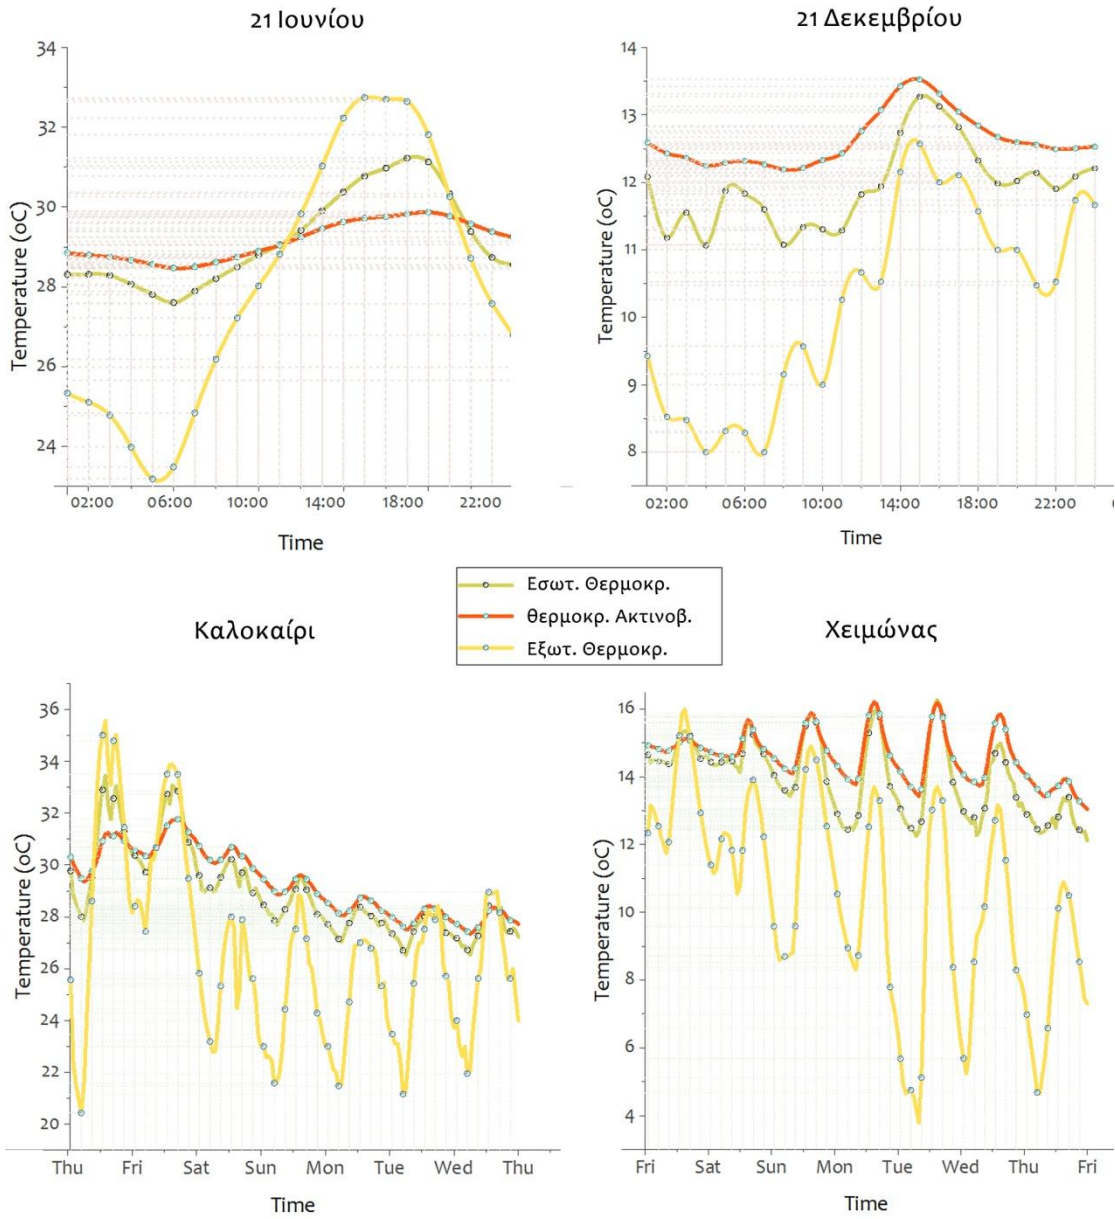 21 Ιουνίου
34
32
30
28
26
24
Temperature (oC)
02:00 06:00 10:00 14:00 18:00 22:00
Time
21 Δεκεμβρίου
14
13
12
11
10
9
8
Temperature (oC)
02:00 06:00 10:00 14:00 18:00 22:00
Time
Εσωτ. Θερμοκρ.
θερμοκρ. Ακτινοβ.
Εξωτ. Θερμοκρ.
Καλοκαίρι
36
34
32
30
28
26
24
22
20
Temperature (oC)
Thu Fri Sat Sun Mon Tue Wed Thu
Time
Χειμώνας
16
14
12
10
8
6
4
Temperature (oC)
Fri Sat Sun Mon Tue Wed Thu Fri
Time